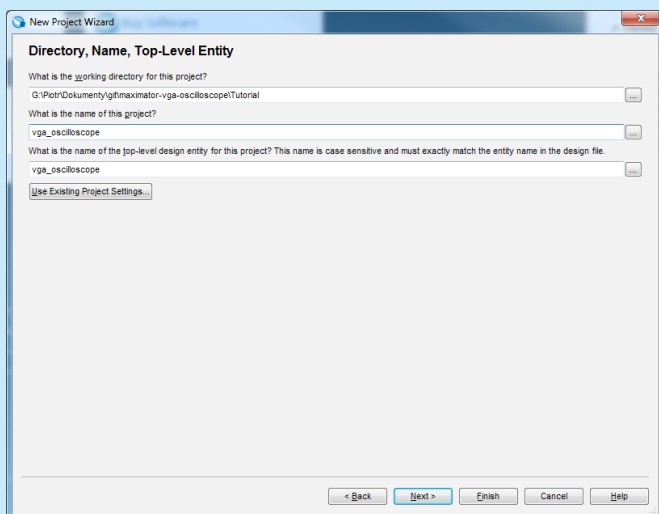 New Project Wizard
Directory, Name, Top-Level Entity
What is the working directory for this project?
G:\Piotr\Dokumenty\git\maximator-vga-oscilloscope\Tutorial
...
What is the name of this project?
vga_oscilloscope
...
What is the name of the top-level design entity for this project? This name is case sensitive and must exactly match the entity name in the design file.
vga_oscilloscope
...
Use Existing Project Settings...
< Back Next > Finish Cancel Help